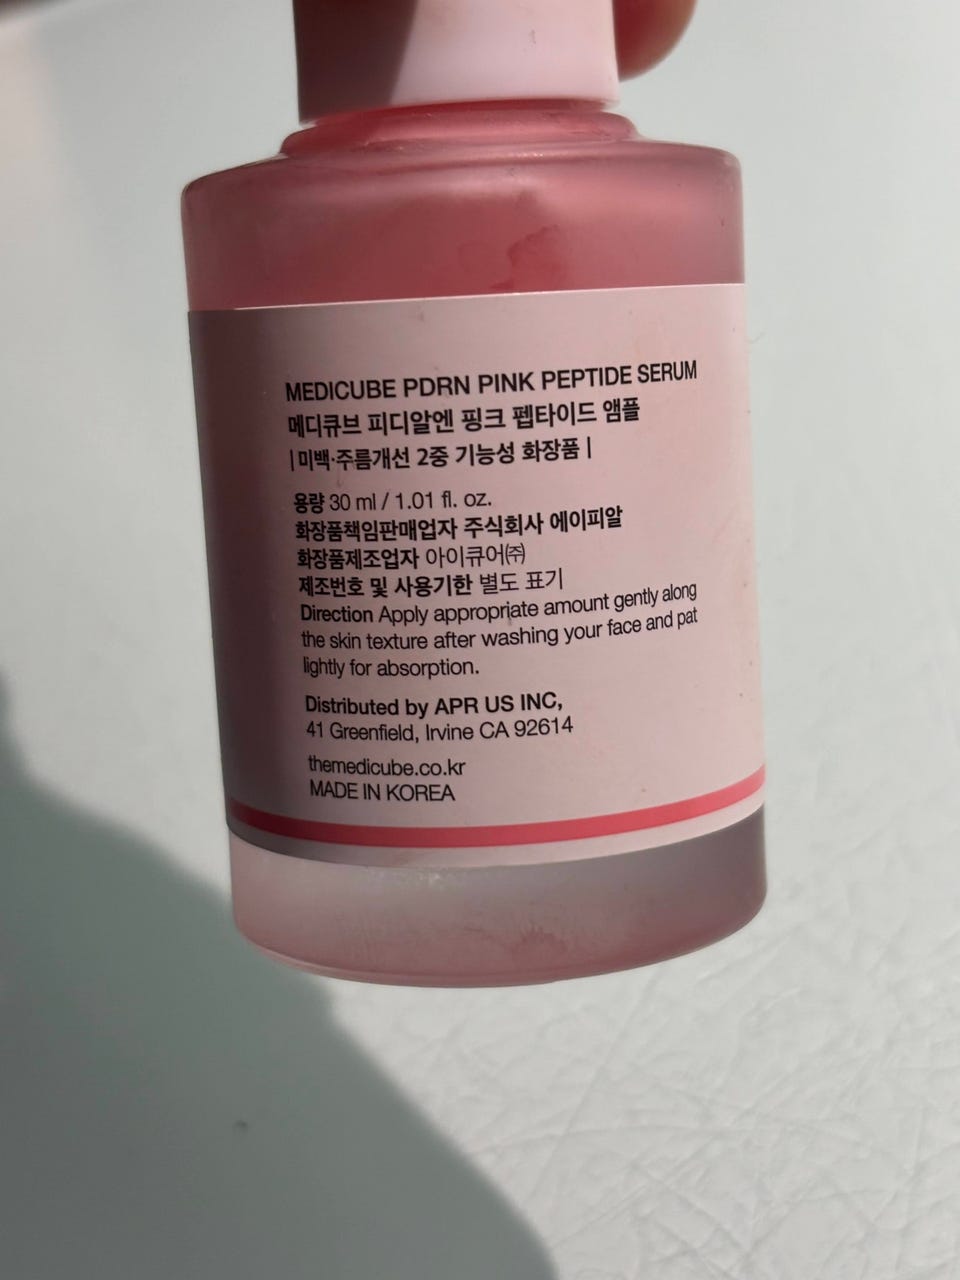 MEDICUBE PDRN PINK PEPTIDE SERUM
메디큐브 피디알엔 핑크 펩타이드 앰플
| 미백·주름개선 2중 기능성 화장품 |
용량 30 ml / 1.01 fl. oz.
화장품책임판매업자 주식회사 에이피알
화장품제조업자 아이큐어㈜
제조번호 및 사용기한 별도 표기
Direction Apply appropriate amount gently along
the skin texture after washing your face and pat
lightly for absorption.
Distributed by APR US INC,
41 Greenfield, Irvine CA 92614
themedicube.co.kr
MADE IN KOREA